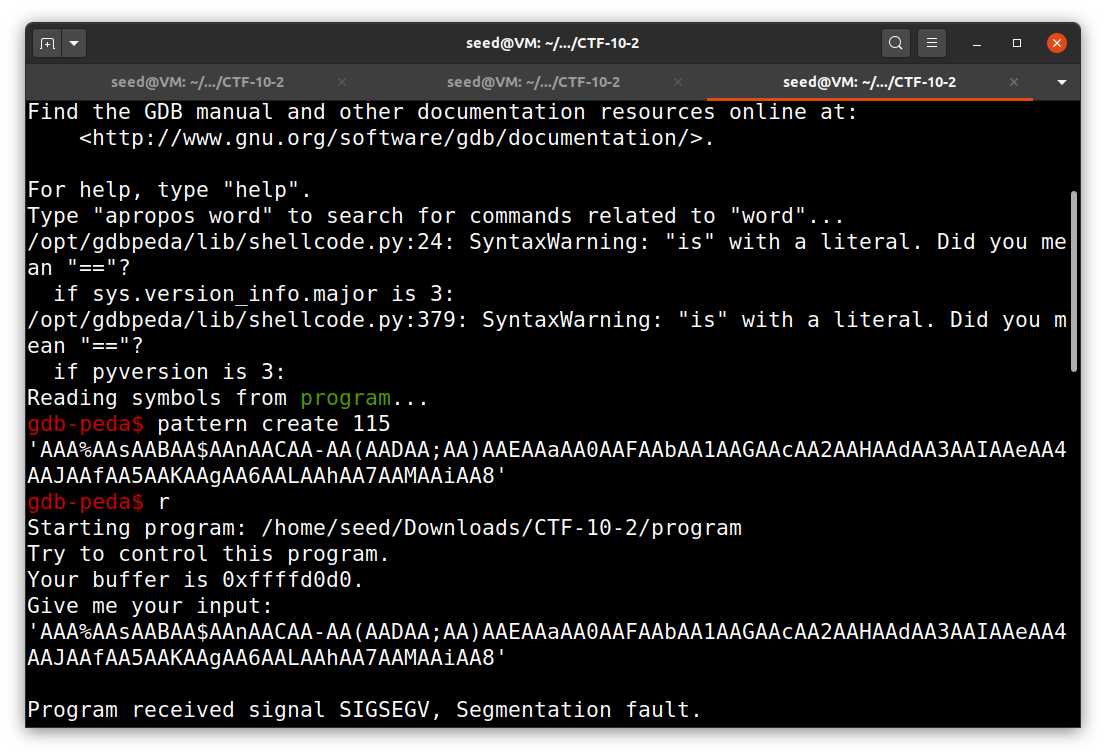 seed@VM: ~/.../CTF-10-2
seed@VM: ~/.../CTF-10-2
seed@VM: ~/.../CTF-10-2
seed@VM: ~/.../CTF-10-2
Find the GDB manual and other documentation resources online at:
    <http://www.gnu.org/software/gdb/documentation/>.
For help, type "help".
Type "apropos word" to search for commands related to "word"...
/opt/gdbpeda/lib/shellcode.py:24: SyntaxWarning: "is" with a literal. Did you me
an "=="?
  if sys.version_info.major is 3:
/opt/gdbpeda/lib/shellcode.py:379: SyntaxWarning: "is" with a literal. Did you m
ean "=="?
  if pyversion is 3:
Reading symbols from program...
gdb-peda$ pattern create 115
'AAA%AAsAABAA$AAnAACAA-AA(AADAA;AA)AAEAAaAA0AAFAAbAA1AAGAAcAA2AAHAAdAA3AAIAAeAA4
AAJAAfAA5AAKAAgAA6AALAAhAA7AAMAAiAA8'
gdb-peda$ r
Starting program: /home/seed/Downloads/CTF-10-2/program
Try to control this program.
Your buffer is 0xffffd0d0.
Give me your input:
'AAA%AAsAABAA$AAnAACAA-AA(AADAA;AA)AAEAAaAA0AAFAAbAA1AAGAAcAA2AAHAAdAA3AAIAAeAA4
AAJAAfAA5AAKAAgAA6AALAAhAA7AAMAAiAA8'
Program received signal SIGSEGV, Segmentation fault.